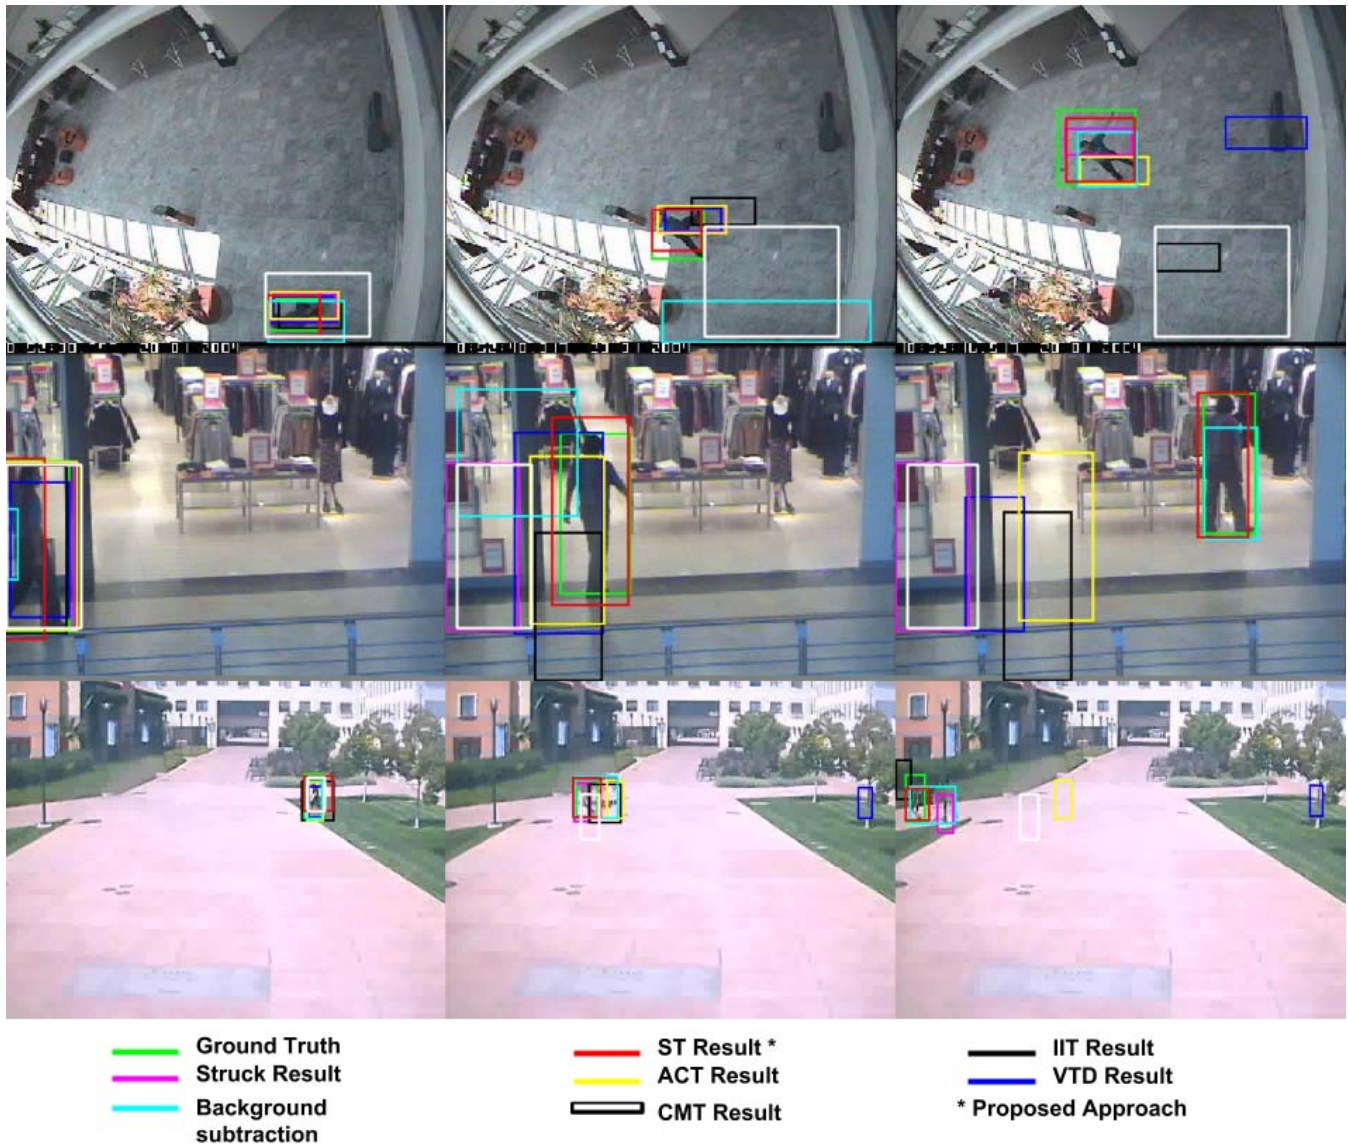 Ground Truth
Struck Result
Background
subtraction
ST Result *
ACT Result
CMT Result
IIT Result
VTD Result
* Proposed Approach